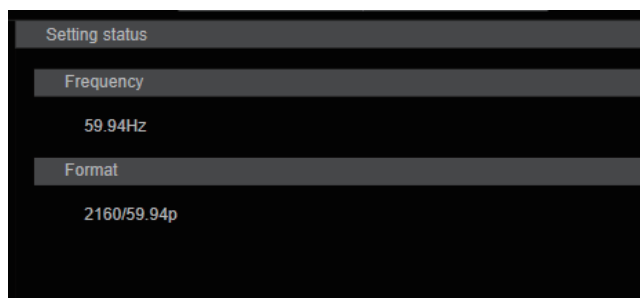 Setting status
Frequency
59.94Hz
Format
2160/59.94p